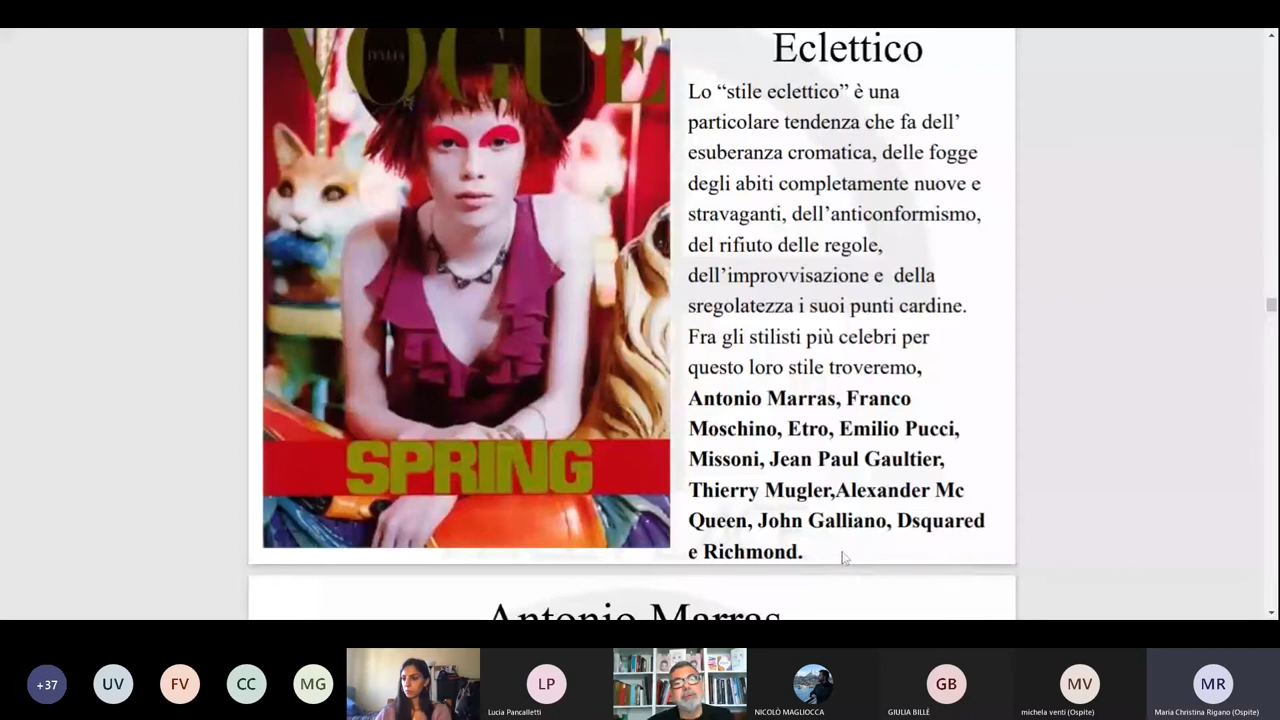 VOGUE
ITALIA
SPRING
Eclettico
Lo “stile eclettico” è una
particolare tendenza che fa dell’
esuberanza cromatica, delle fogge
degli abiti completamente nuove e
stravaganti, dell’anticonformismo,
del rifiuto delle regole,
dell’improvvisazione e  della
sregolatezza i suoi punti cardine.
Fra gli stilisti più celebri per
questo loro stile troveremo,
Antonio Marras, Franco
Moschino, Etro, Emilio Pucci,
Missoni, Jean Paul Gaultier,
Thierry Mugler,Alexander Mc
Queen, John Galliano, Dsquared
e Richmond.
Antonio Marras
+37
UV
FV
CC
MG
LP
Lucia Pancalletti
NICOLÒ MAGLIOCCA
GB
GIULIA BILLÈ
MV
michela venti (Ospite)
MR
Maria Christina Rigano (Ospite)